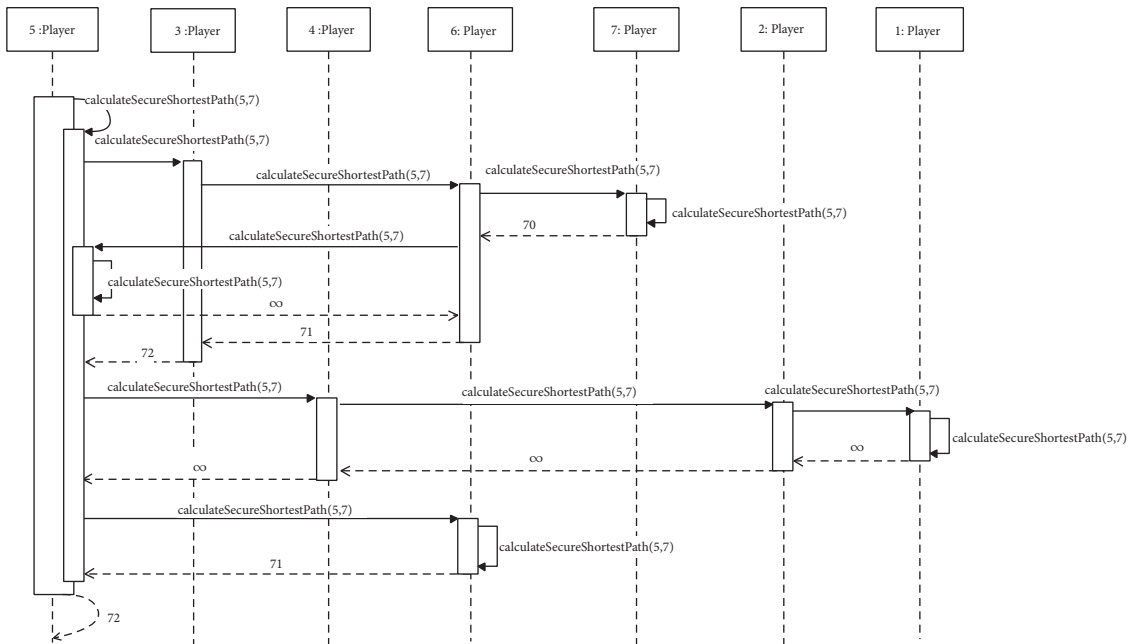 5 :Player
3 :Player
4 :Player
6: Player
7: Player
2: Player
1: Player
calculateSecureShortestPath(5,7)
calculateSecureShortestPath(5,7)
calculateSecureShortestPath(5,7)
calculateSecureShortestPath(5,7)
calculateSecureShortestPath(5,7)
70
calculateSecureShortestPath(5,7)
calculateSecureShortestPath(5,7)
∞
71
72
calculateSecureShortestPath(5,7)
calculateSecureShortestPath(5,7)
calculateSecureShortestPath(5,7)
calculateSecureShortestPath(5,7)
∞
∞
∞
calculateSecureShortestPath(5,7)
calculateSecureShortestPath(5,7)
71
72